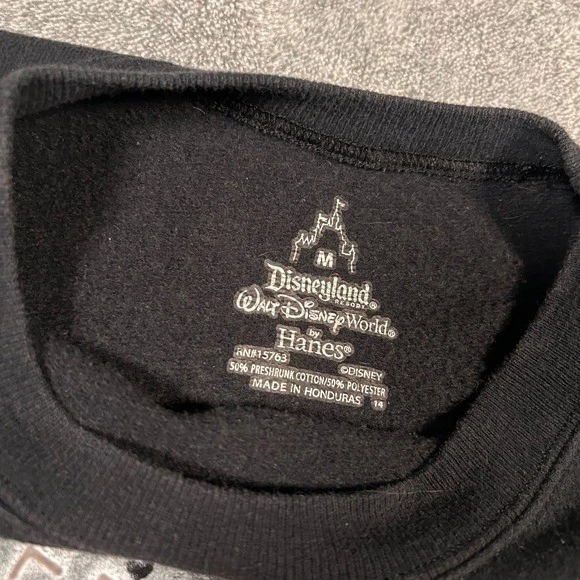 M
Disneyland®
RESORT
Walt Disney World®
by
Hanes®
RN#15763 ©DISNEY
50% PRESHRUNK COTTON/50% POLYESTER
MADE IN HONDURAS 14